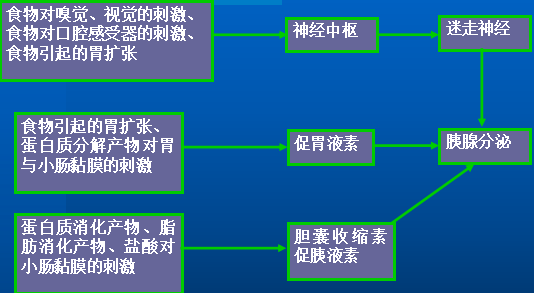 食物对嗅觉、视觉的刺激、
食物对口腔感受器的刺激、
食物引起的胃扩张
神经中枢
迷走神经
食物引起的胃扩张、
蛋白质分解产物对胃
与小肠黏膜的刺激
促胃液素
胰腺分泌
蛋白质消化产物、脂
肪消化产物、盐酸对
小肠黏膜的刺激
胆囊收缩素
促胰液素